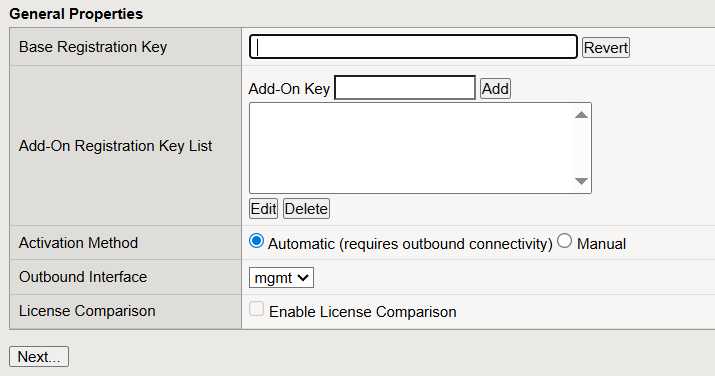 General Properties
Base Registration Key Revert
Add-On Key Add
Add-On Registration Key List
Edit Delete
Activation Method Automatic (requires outbound connectivity) Manual
Outbound Interface mgmt
License Comparison Enable License Comparison
Next...